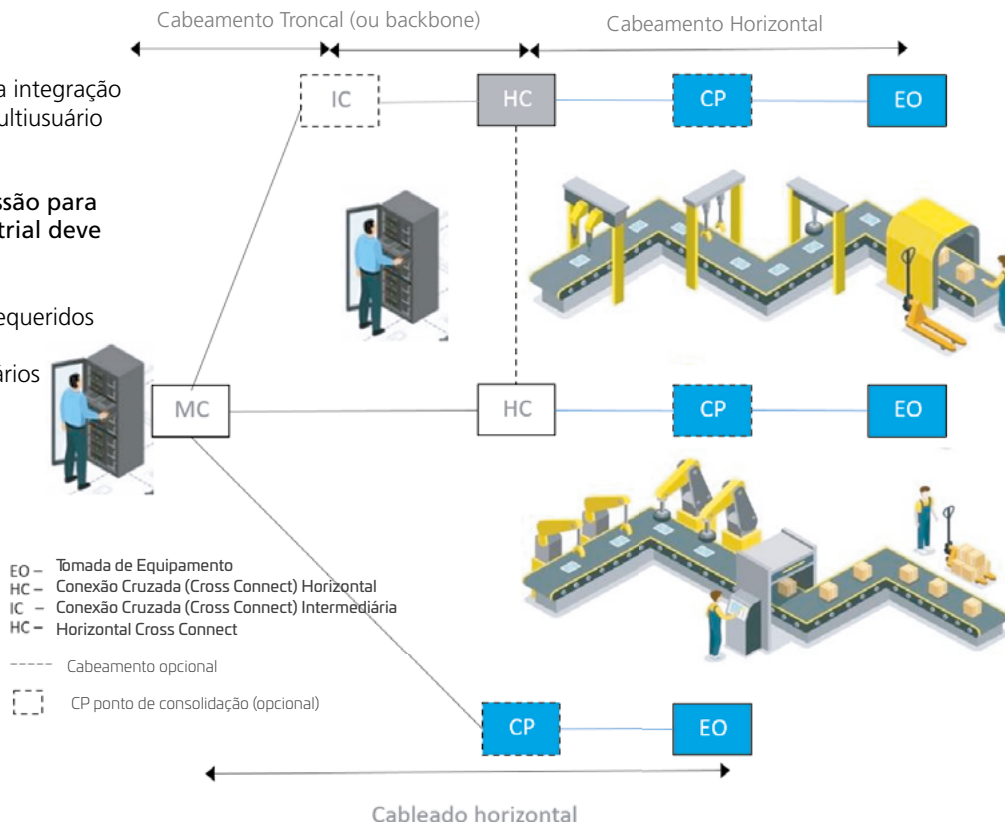 Cabeamento Troncal (ou backbone)
Cabeamento Horizontal
a integração
ultiusuário
ssão para
trial deve
equeridos
ários
IC
HC
CP
EO
MC
HC
CP
EO
EO – Tomada de Equipamento
HC – Conexão Cruzada (Cross Connect) Horizontal
IC – Conexão Cruzada (Cross Connect) Intermediária
HC – Horizontal Cross Connect
----- Cabeamento opcional
CP ponto de consolidação (opcional)
CP
EO
Cableado horizontal